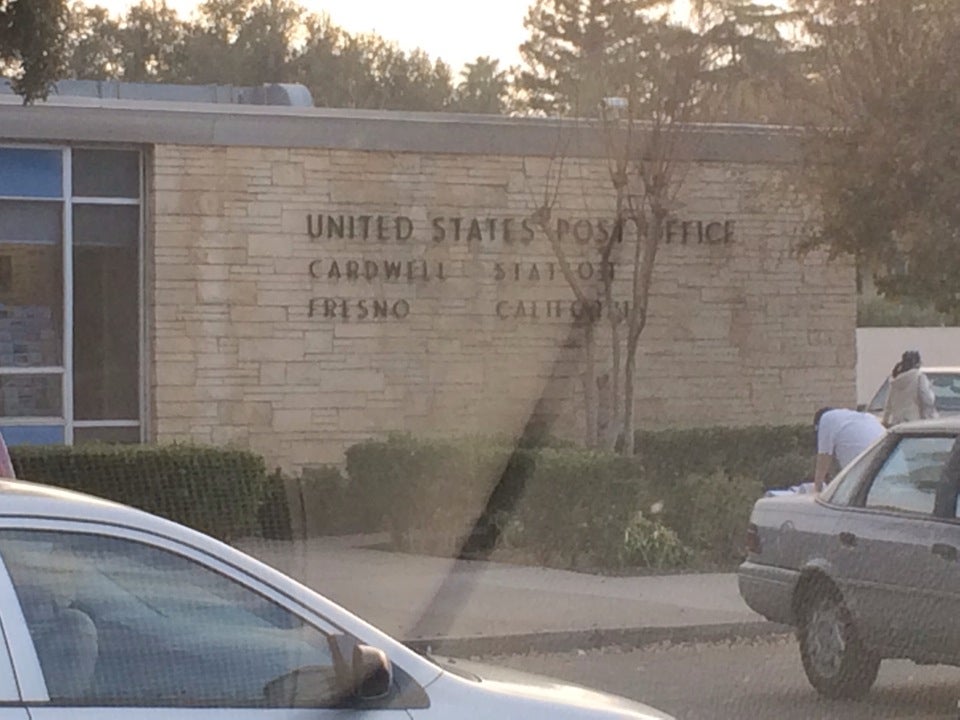 UNITED STATES POST OFFICE
CARDWELL STATION
FRESNO CALIFORNIA